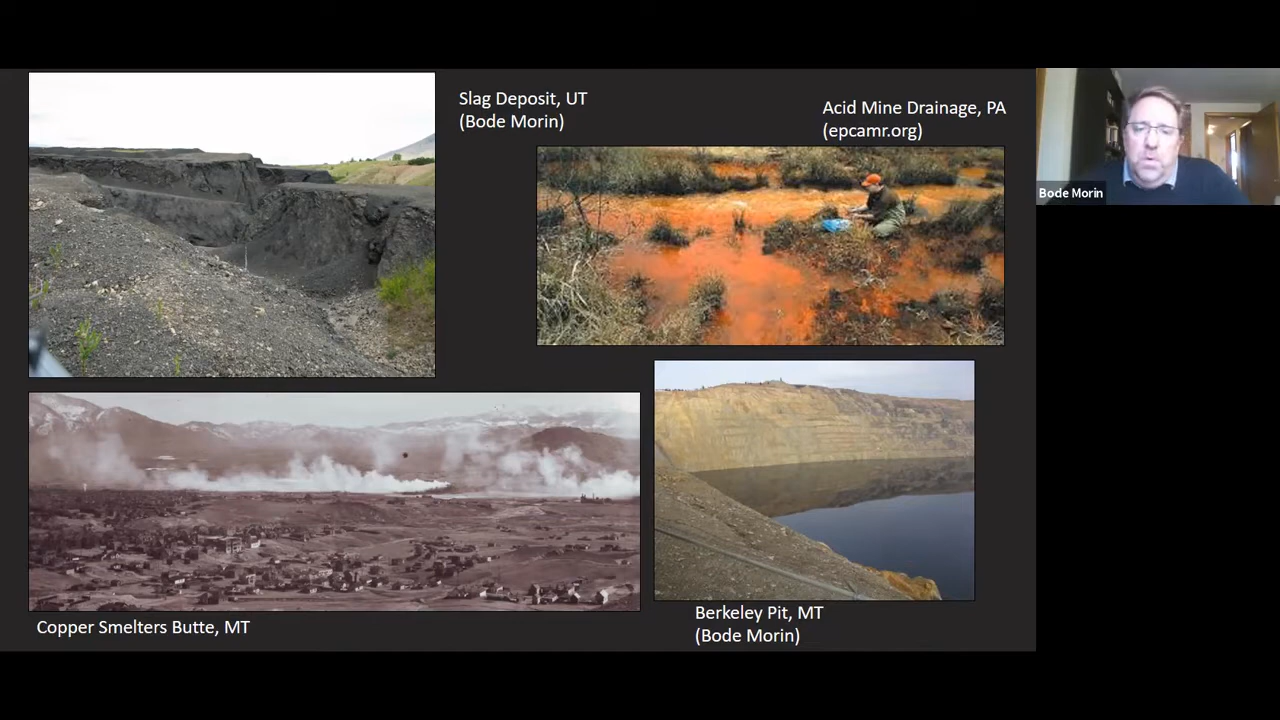 Slag Deposit, UT
(Bode Morin)
Acid Mine Drainage, PA
(epcamr.org)
Bode Morin
Copper Smelters Butte, MT
Berkeley Pit, MT
(Bode Morin)